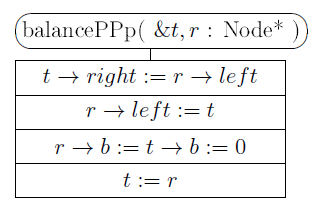 balancePPp( &t, r : Node* )
t → right := r → left
r → left := t
r → b := t → b := 0
t := r